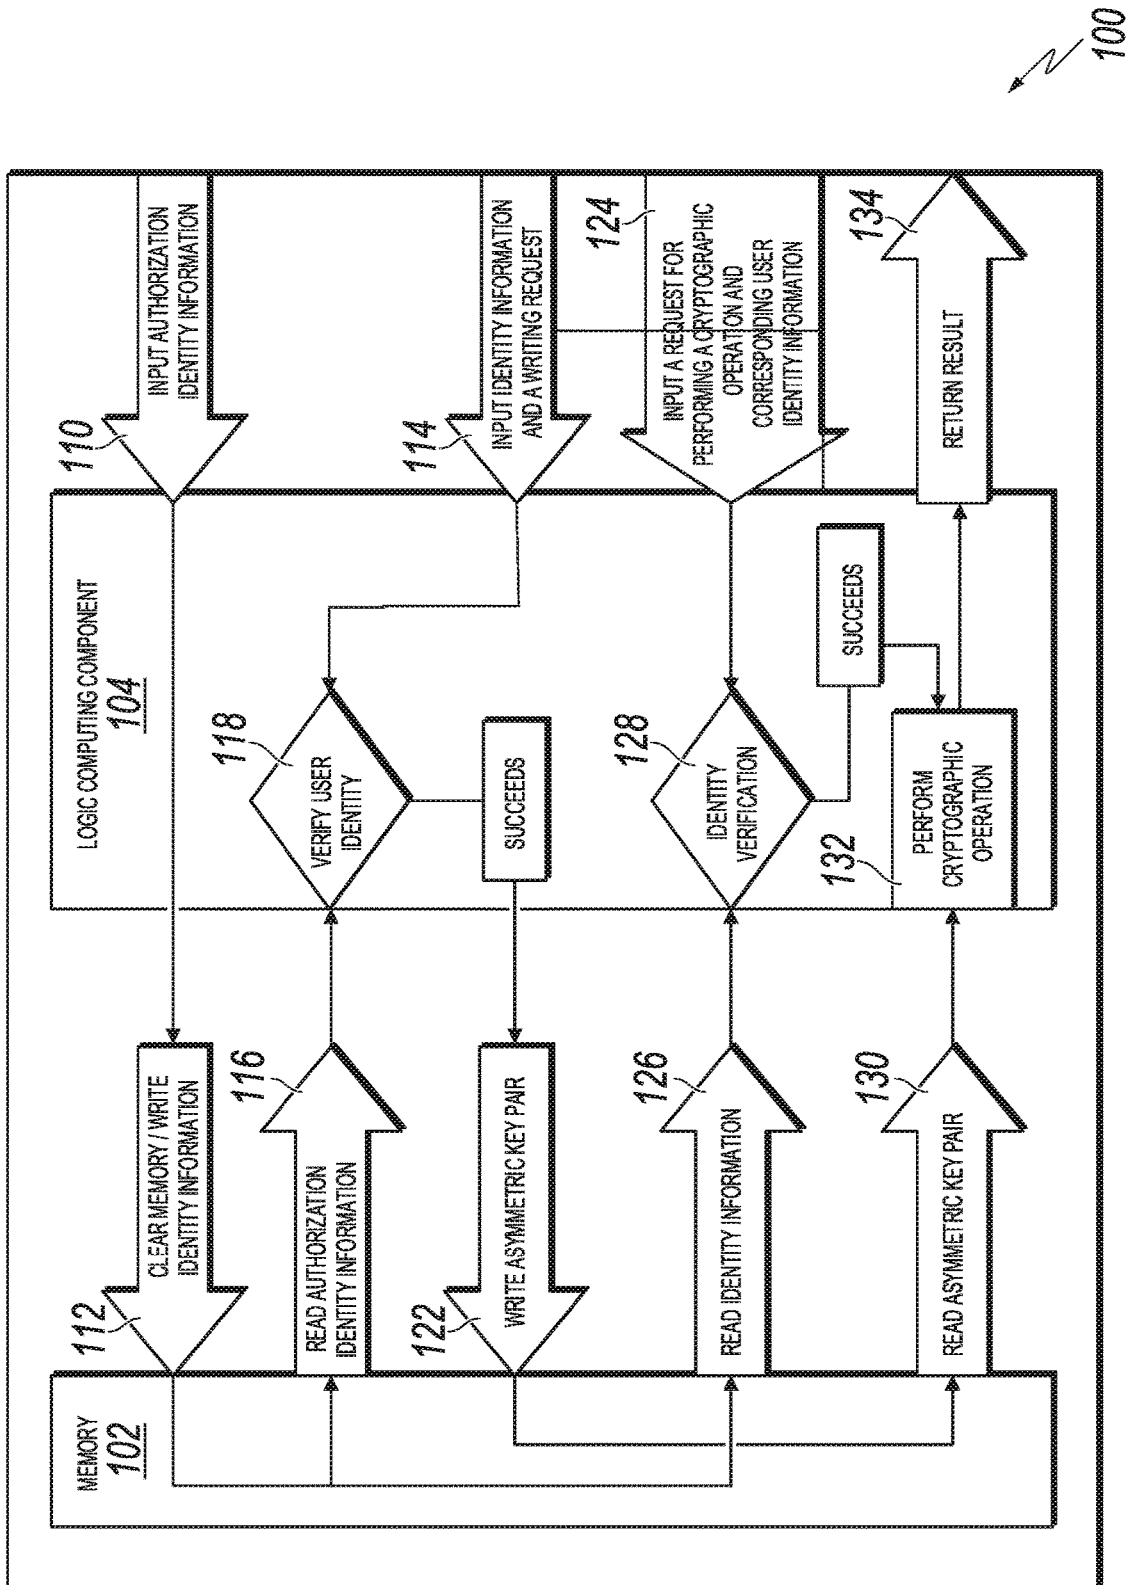 100
MEMORY
102
LOGIC COMPUTING COMPONENT
104
112
CLEAR MEMORY / WRITE
IDENTITY INFORMATION
110
INPUT AUTHORIZATION
IDENTITY INFORMATION
READ AUTHORIZATION
IDENTITY INFORMATION
116
118
VERIFY USER
IDENTITY
114
INPUT IDENTITY INFORMATION
AND A WRITING REQUEST
SUCCEEDS
122
WRITE ASYMMETRIC KEY PAIR
124
INPUT A REQUEST FOR
PERFORMING A CRYPTOGRAPHIC
OPERATION AND
CORRESPONDING USER
IDENTITY INFORMATION
READ IDENTITY INFORMATION
126
128
IDENTITY
VERIFICATION
SUCCEEDS
READ ASYMMETRIC KEY PAIR
130
132
PERFORM
CRYPTOGRAPHIC
OPERATION
RETURN RESULT
134